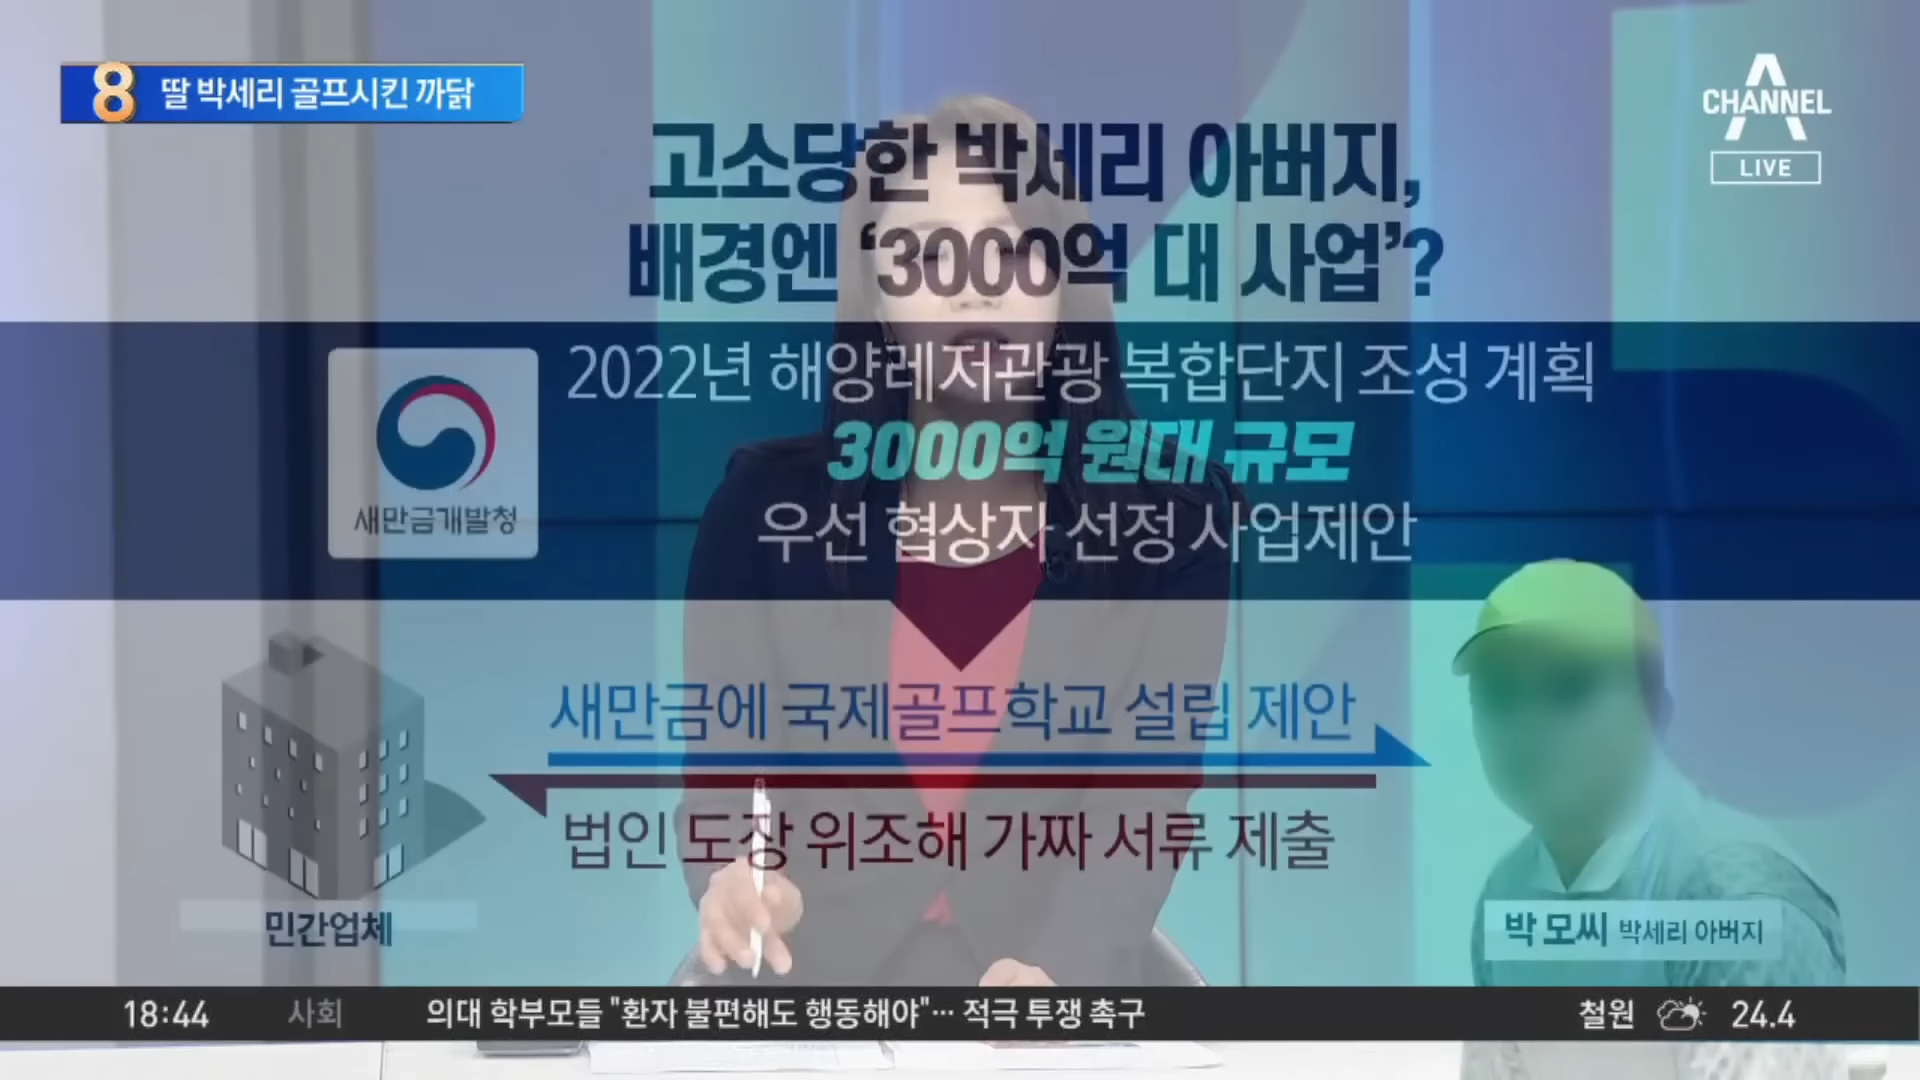 8 딸 박세리 골프시킨 까닭
CHANNEL A
LIVE
고소당한 박세리 아버지,
배경엔 ‘3000억 대 사업’?
2022년 해양레저관광 복합단지 조성 계획
3000억 원대 규모
우선 협상자 선정 사업제안
새만금개발청
새만금에 국제골프학교 설립 제안
법인 도장 위조해 가짜 서류 제출
민간업체
박 모씨 박세리 아버지
18:44 사회 의대 학부모들 "환자 불편해도 행동해야"… 적극 투쟁 촉구 철원 24.4